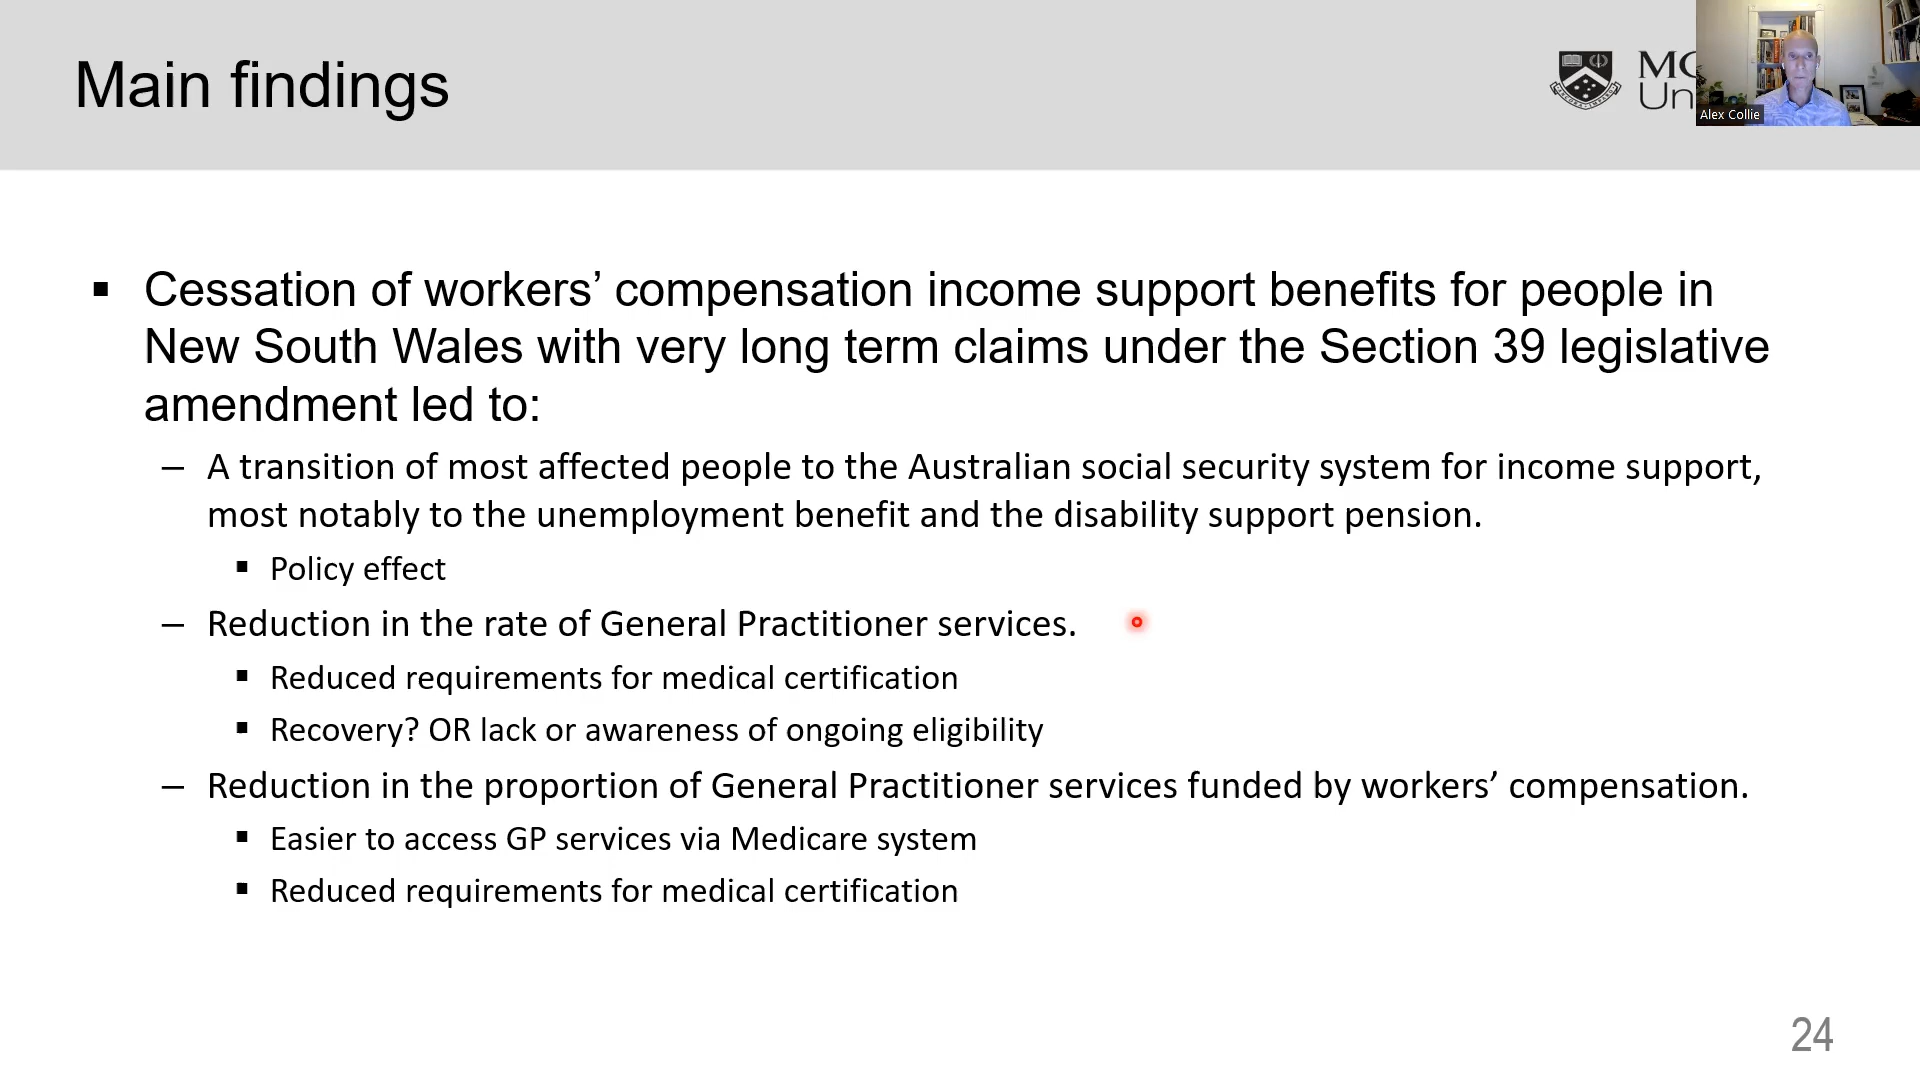 Main findings
MO
Un
Alex Collie
▪ Cessation of workers’ compensation income support benefits for people in
New South Wales with very long term claims under the Section 39 legislative
amendment led to:
– A transition of most affected people to the Australian social security system for income support,
most notably to the unemployment benefit and the disability support pension.
▪ Policy effect
– Reduction in the rate of General Practitioner services.
▪ Reduced requirements for medical certification
▪ Recovery? OR lack or awareness of ongoing eligibility
– Reduction in the proportion of General Practitioner services funded by workers’ compensation.
▪ Easier to access GP services via Medicare system
▪ Reduced requirements for medical certification
24